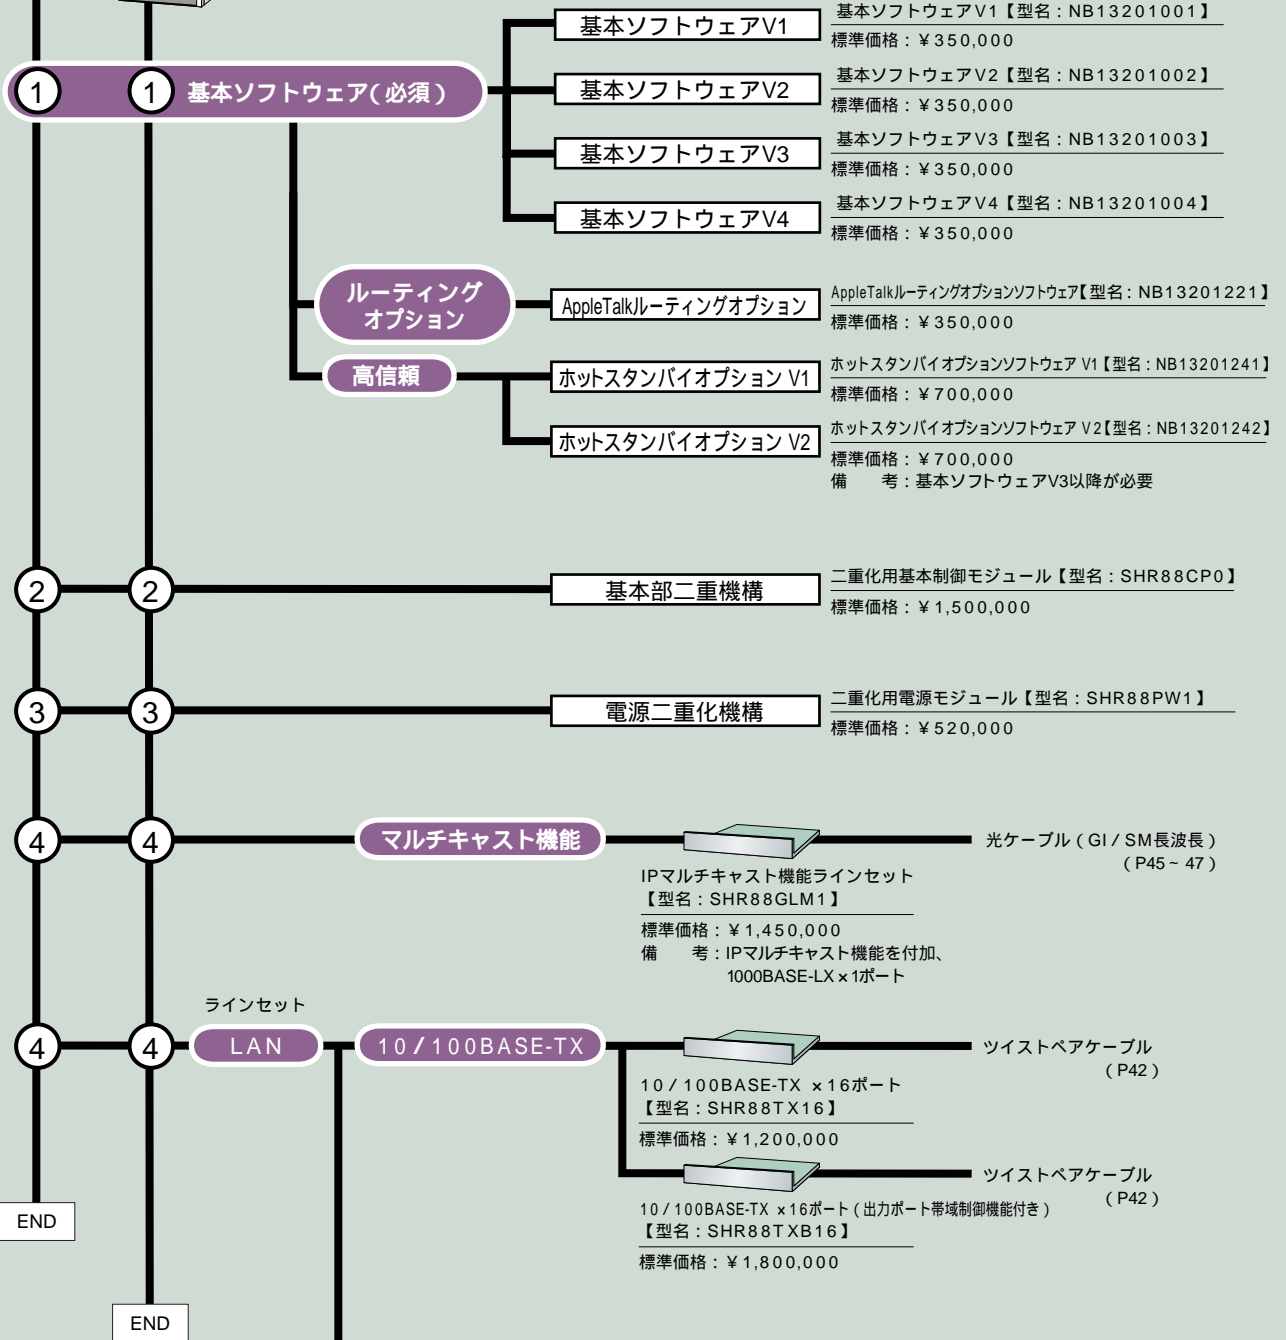 基本ソフトウェアV1
基本ソフトウェアV1【型名：NB13201001】
標準価格：¥350,000
1
1
基本ソフトウェア(必須)
基本ソフトウェアV2
基本ソフトウェアV2【型名：NB13201002】
標準価格：¥350,000
基本ソフトウェアV3
基本ソフトウェアV3【型名：NB13201003】
標準価格：¥350,000
基本ソフトウェアV4
基本ソフトウェアV4【型名：NB13201004】
標準価格：¥350,000
ルーティング
オプション
AppleTalkルーティングオプション
AppleTalkルーティングオプションソフトウェア【型名：NB13201221】
標準価格：¥350,000
高信頼
ホットスタンバイオプション V1
ホットスタンバイオプションソフトウェア V1【型名：NB13201241】
標準価格：¥700,000
ホットスタンバイオプション V2
ホットスタンバイオプションソフトウェア V2【型名：NB13201242】
標準価格：¥700,000
備　　考：基本ソフトウェアV3以降が必要
2
2
基本部二重機構
二重化用基本制御モジュール【型名：SHR88CP0】
標準価格：¥1,500,000
3
3
電源二重化機構
二重化用電源モジュール【型名：SHR88PW1】
標準価格：¥520,000
4
4
マルチキャスト機能
光ケーブル（GI／SM長波長）
（P45~47）
IPマルチキャスト機能ラインセット
【型名：SHR88GLM1】
標準価格：¥1,450,000
備　　考：IPマルチキャスト機能を付加、
1000BASE-LX×1ポート
ラインセット
4
4
LAN
10/100BASE-TX
ツイストペアケーブル
（P42）
10／100BASE-TX ×16ポート
【型名：SHR88TX16】
標準価格：¥1,200,000
ツイストペアケーブル
（P42）
10／100BASE-TX ×16ポート（出力ポート帯域制御機能付き）
【型名：SHR88TXB16】
標準価格：¥1,800,000
END
END